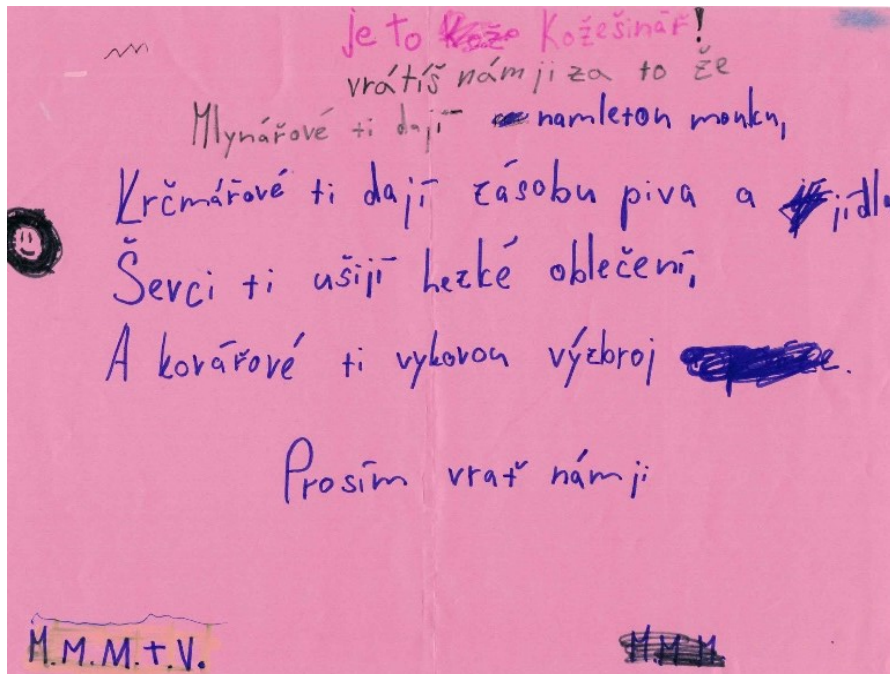 je to Kožešinář!
vrátíš nám ji za to že
Mlynářové ti dají namletou mouku,
Krčmářové ti dají zásobu piva a jídla
Ševci ti ušijí hezké oblečení,
A kovářové ti vykovou výzbroj
Prosím vrať nám ji
M.M.M.+.V. M.M.M.